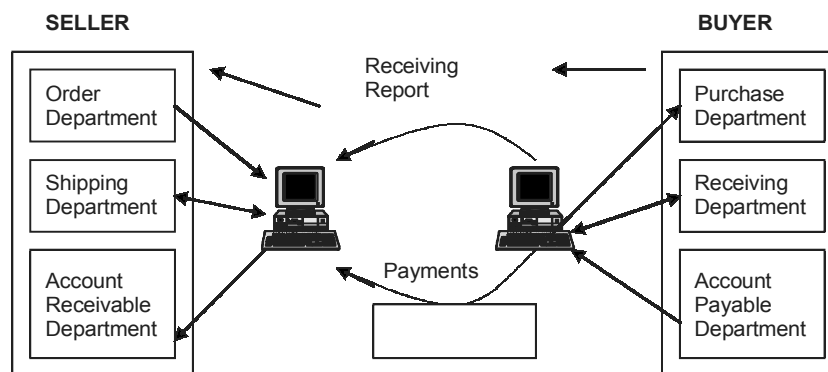 SELLER
BUYER
Order
Department
Shipping
Department
Account
Receivable
Department
Receiving
Report
Payments
Purchase
Department
Receiving
Department
Account
Payable
Department